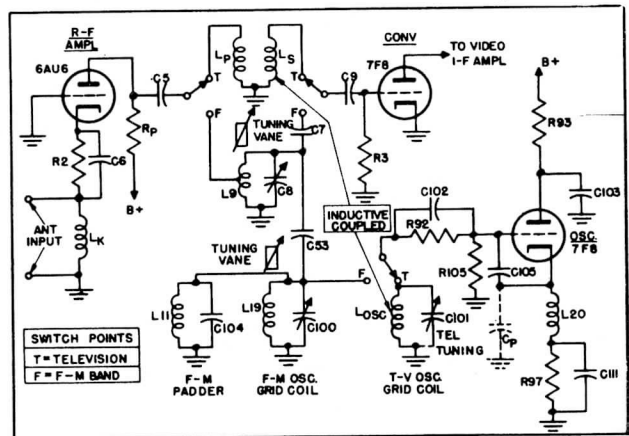 R-F
AMPL
6AU6
C5
T
F
LP
LS
T
F
C9
CONV
7F8
TO VIDEO
I-F AMPL
B+
R93
C103
R2
C6
RP
B+
ANT
INPUT
LK
TUNING
VANE
C7
L9
C8
R3
C53
TUNING
VANE
INDUCTIVE
COUPLED
C102
R92
R105
C105
OSC.
7F8
CP
L20
R97
C111
F
T
L11
C104
L19
C100
LOSC
C101
TEL
TUNING
SWITCH POINTS
T=TELEVISION
F=F-M BAND
F-M
PADDER
F-M OSC.
GRID COIL
T-V OSC.
GRID COIL